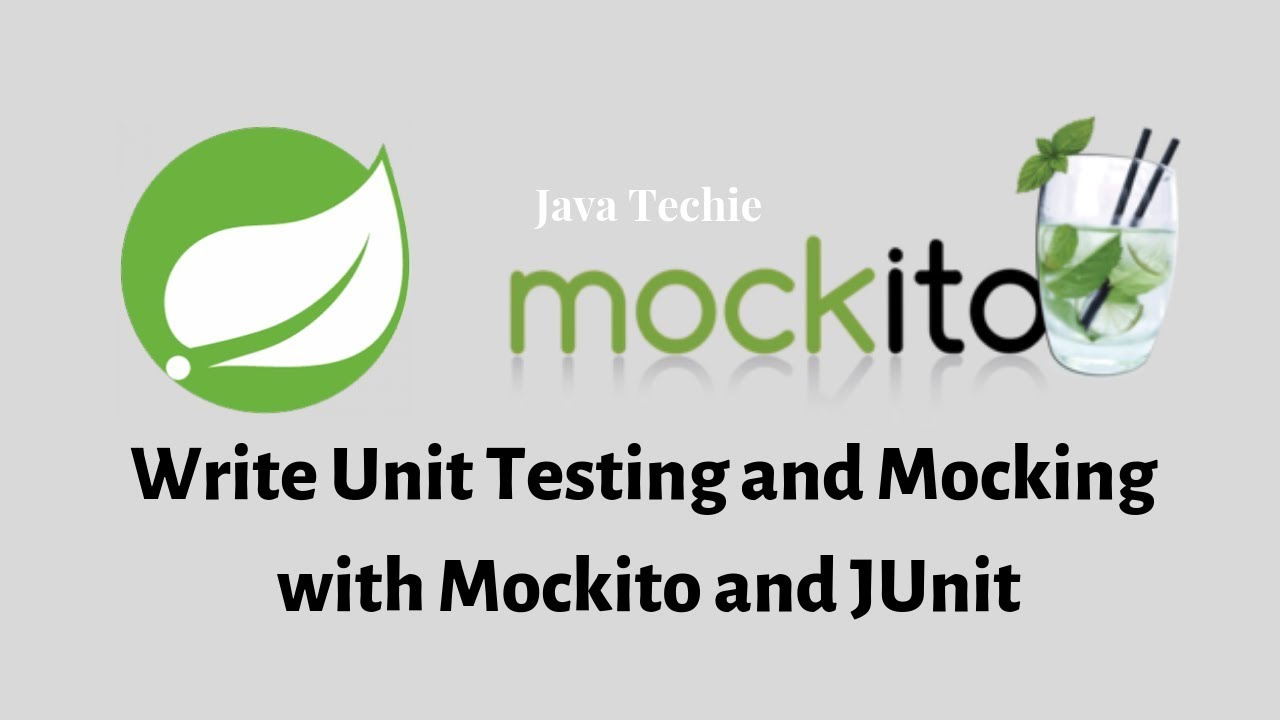 Java Techie
mockito
Write Unit Testing and Mocking
with Mockito and JUnit